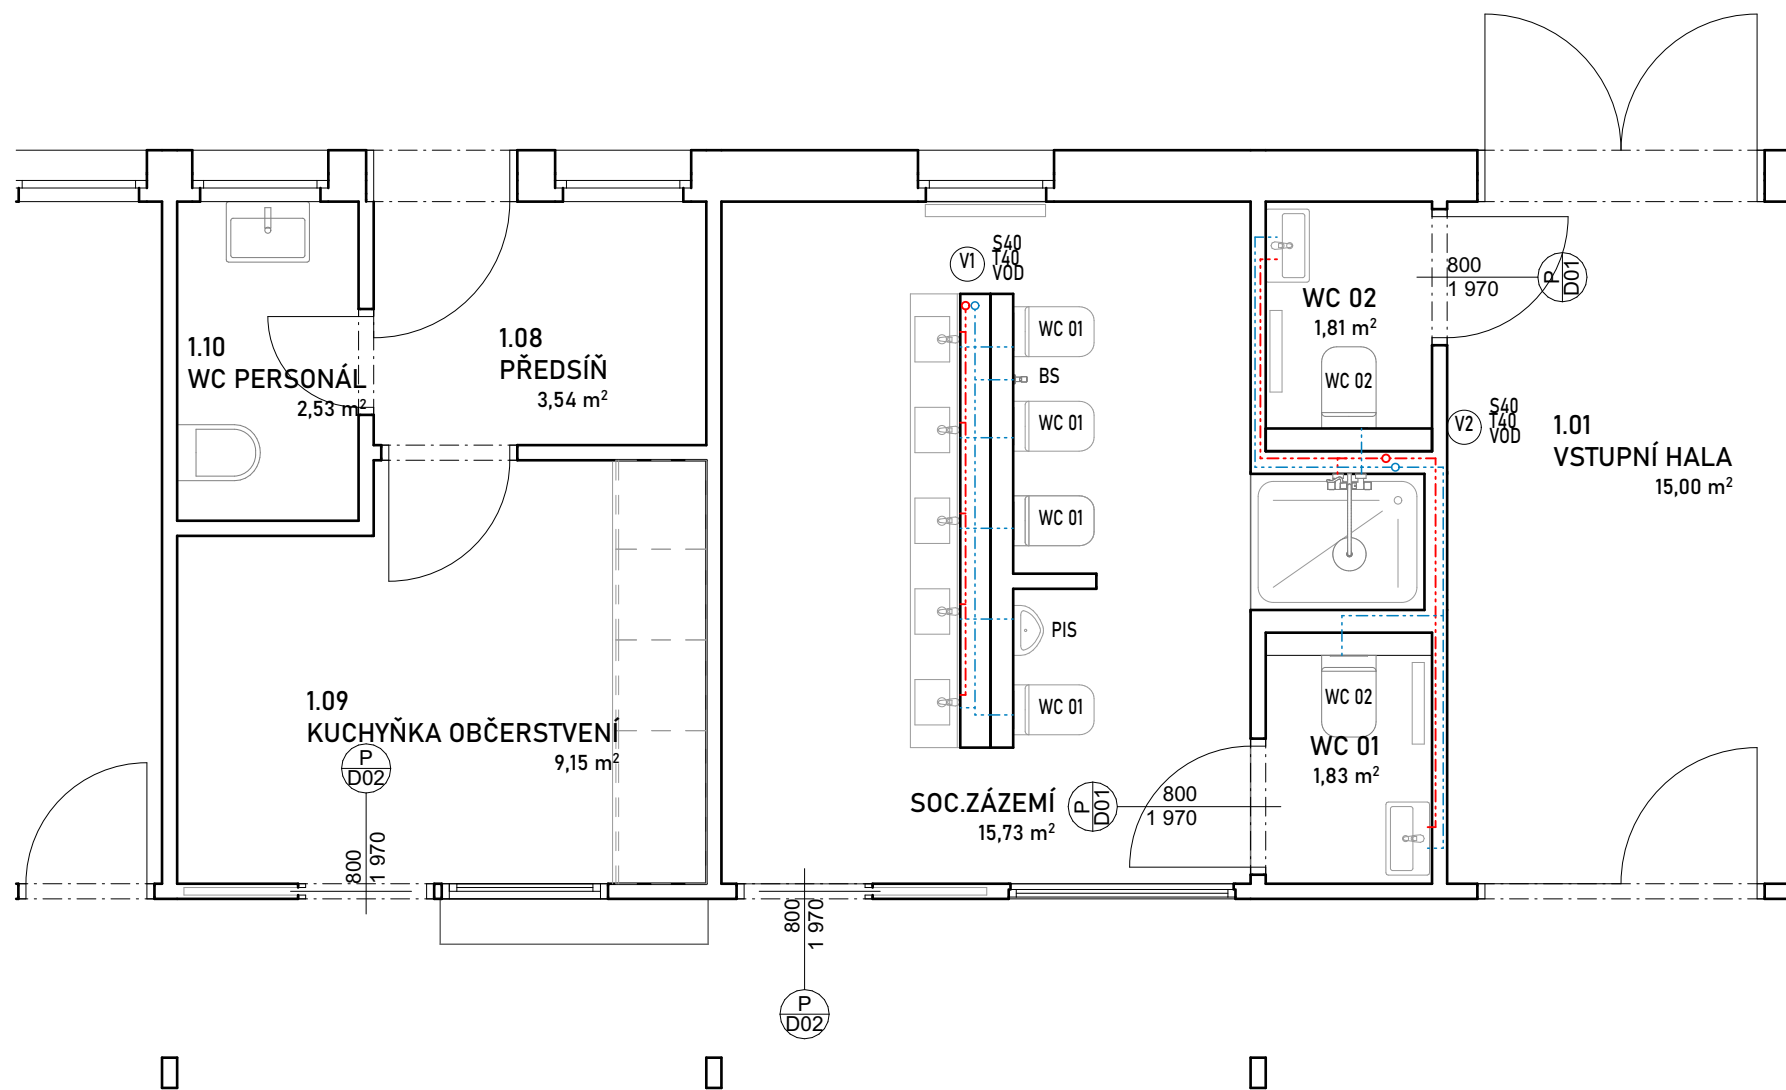 V1
S40
T40
VOD
WC 02
1,81 m²
WC 02
800
1 970
P
D01
WC 01
BS
WC 01
WC 01
PIS
WC 01
1.10
WC PERSONÁL
2,53 m²
1.08
PŘEDSÍŇ
3,54 m²
V2
S40
T40
VOD
1.01
VSTUPNÍ HALA
15,00 m²
1.09
KUCHYŇKA OBČERSTVENÍ
9,15 m²
P
D02
800
1 970
WC 02
WC 01
1,83 m²
SOC.ZÁZEMÍ
15,73 m²
P
D01
800
1 970
800
1 970
P
D02